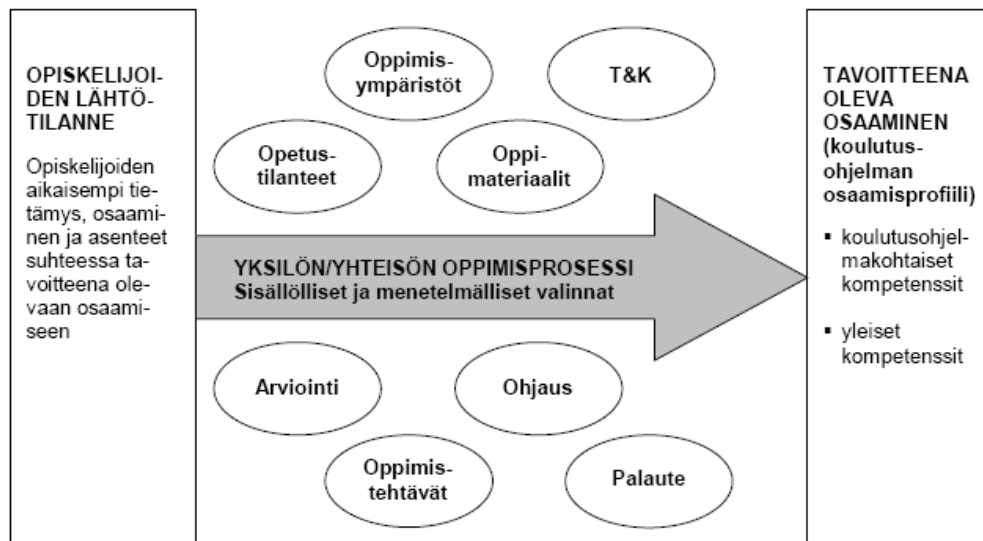 OPISKELIJOI-
DEN LÄHTÖ-
TILANNE
Opiskelijoiden
aikaisempi tie-
tämys, osaami-
nen ja asenteet
suhteessa ta-
voitteena ole-
vaan osaami-
seen
Oppimis-
ympäristöt
T&K
Opetus-
tilanteet
Oppi-
materiaalit
YKSILÖN/YHTEISÖN OPPIMISPROSESSI
Sisällölliset ja menetelmälliset valinnat
Arviointi
Ohjaus
Oppimis-
tehtävät
Palaute
TAVOITTEENA
OLEVA
OSAAMINEN
(koulutus-
ohjelman
osaamisprofiili)
▪ koulutusohjel-
makohtaiset
kompetenssit
▪ yleiset
kompetenssit